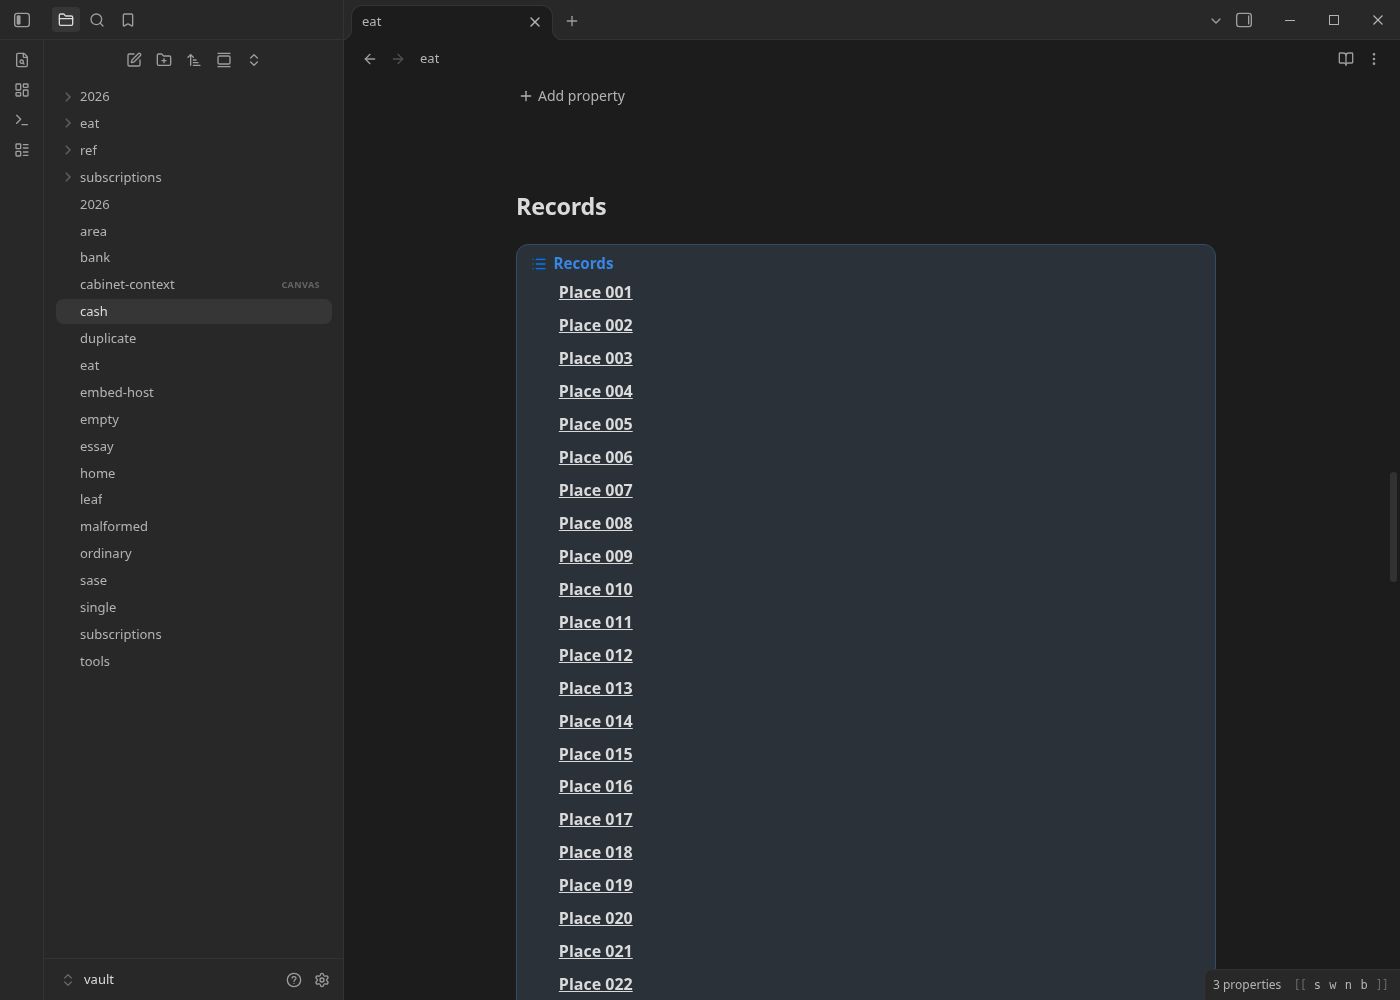 eat
eat
2026
eat
ref
subscriptions
2026
area
bank
cabinet-context CANVAS
cash
duplicate
eat
embed-host
empty
essay
home
leaf
malformed
ordinary
sase
single
subscriptions
tools
vault
Add property
Records
Records
Place 001
Place 002
Place 003
Place 004
Place 005
Place 006
Place 007
Place 008
Place 009
Place 010
Place 011
Place 012
Place 013
Place 014
Place 015
Place 016
Place 017
Place 018
Place 019
Place 020
Place 021
Place 022
3 properties [[ s w n b ]]